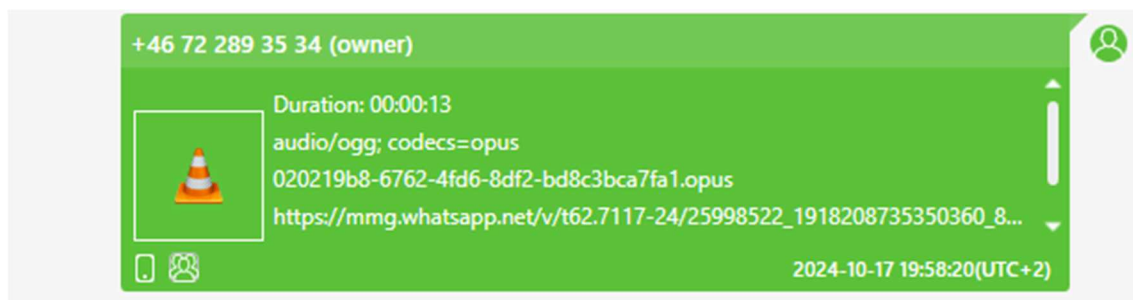 +46 72 289 35 34 (owner)
Duration: 00:00:13
audio/ogg; codecs=opus
020219b8-6762-4fd6-8df2-bd8c3bca7fa1.opus
https://mmg.whatsapp.net/v/t62.7117-24/25998522_1918208735350360_8...
2024-10-17 19:58:20(UTC+2)